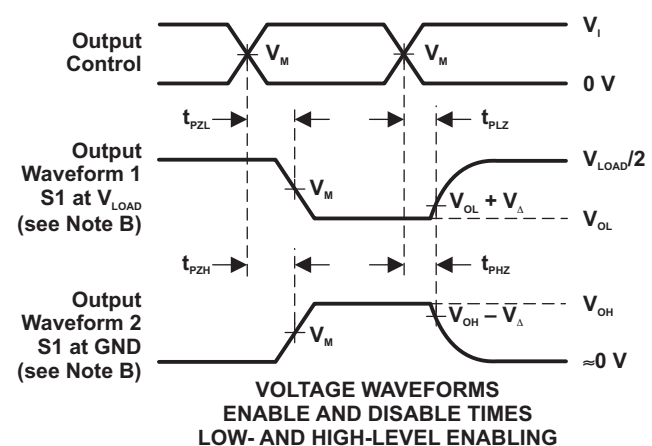 Output
Control
V_M
V_M
V_I
0 V
t_PZL
t_PLZ
Output
Waveform 1
S1 at V_LOAD
(see Note B)
V_M
V_LOAD/2
V_OL + V_Δ
V_OL
t_PZH
t_PHZ
Output
Waveform 2
S1 at GND
(see Note B)
V_M
V_OH
V_OH – V_Δ
≈0 V
VOLTAGE WAVEFORMS
ENABLE AND DISABLE TIMES
LOW- AND HIGH-LEVEL ENABLING